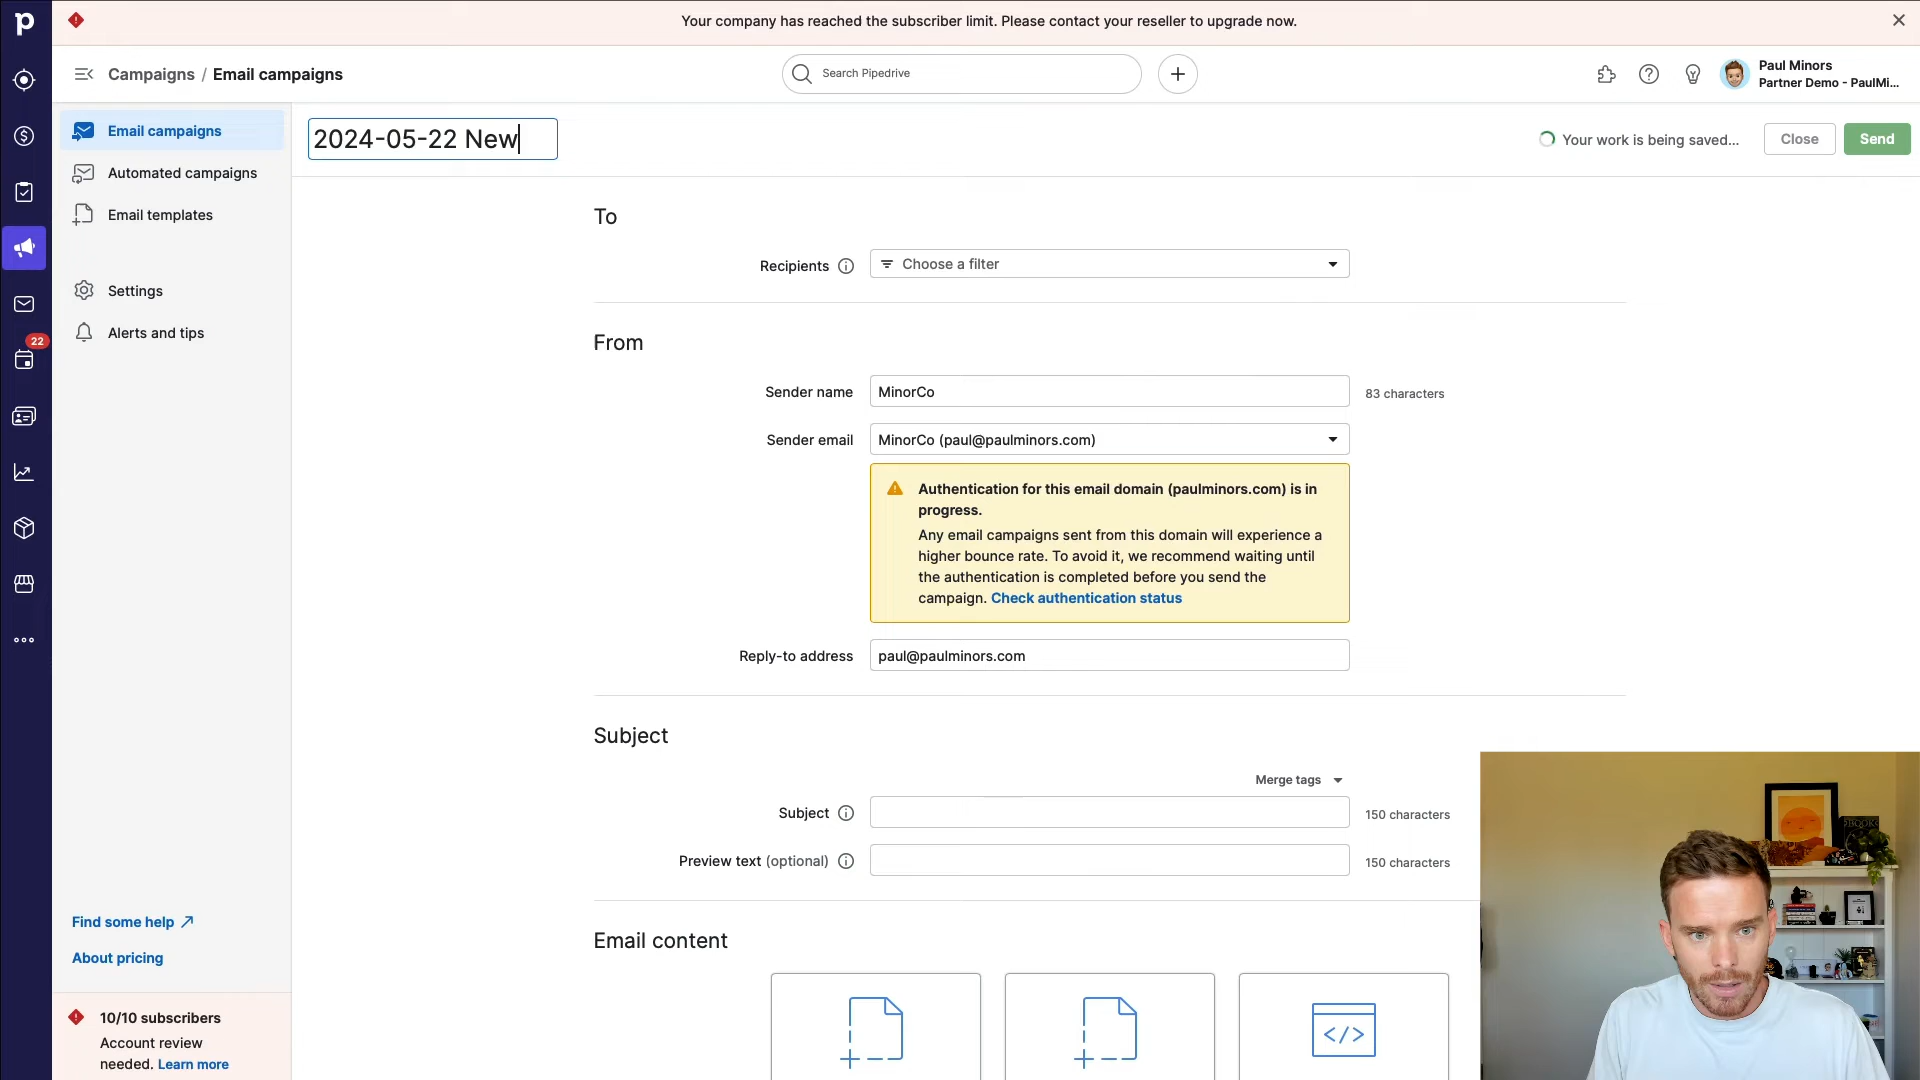 Your company has reached the subscriber limit. Please contact your reseller to upgrade now.
Campaigns / Email campaigns
Search Pipedrive
Paul Minors
Partner Demo - PaulMi...
Email campaigns
Automated campaigns
Email templates
Settings
Alerts and tips
22
2024-05-22 New
Your work is being saved...
Close
Send
To
Recipients
Choose a filter
From
Sender name
MinorCo
83 characters
Sender email
MinorCo (paul@paulminors.com)
Authentication for this email domain (paulminors.com) is in
progress.
Any email campaigns sent from this domain will experience a
higher bounce rate. To avoid it, we recommend waiting until
the authentication is completed before you send the
campaign. Check authentication status
Reply-to address
paul@paulminors.com
Subject
Merge tags
Subject
150 characters
Preview text (optional)
150 characters
Email content
</>
Find some help
About pricing
10/10 subscribers
Account review
needed. Learn more
BOOKS